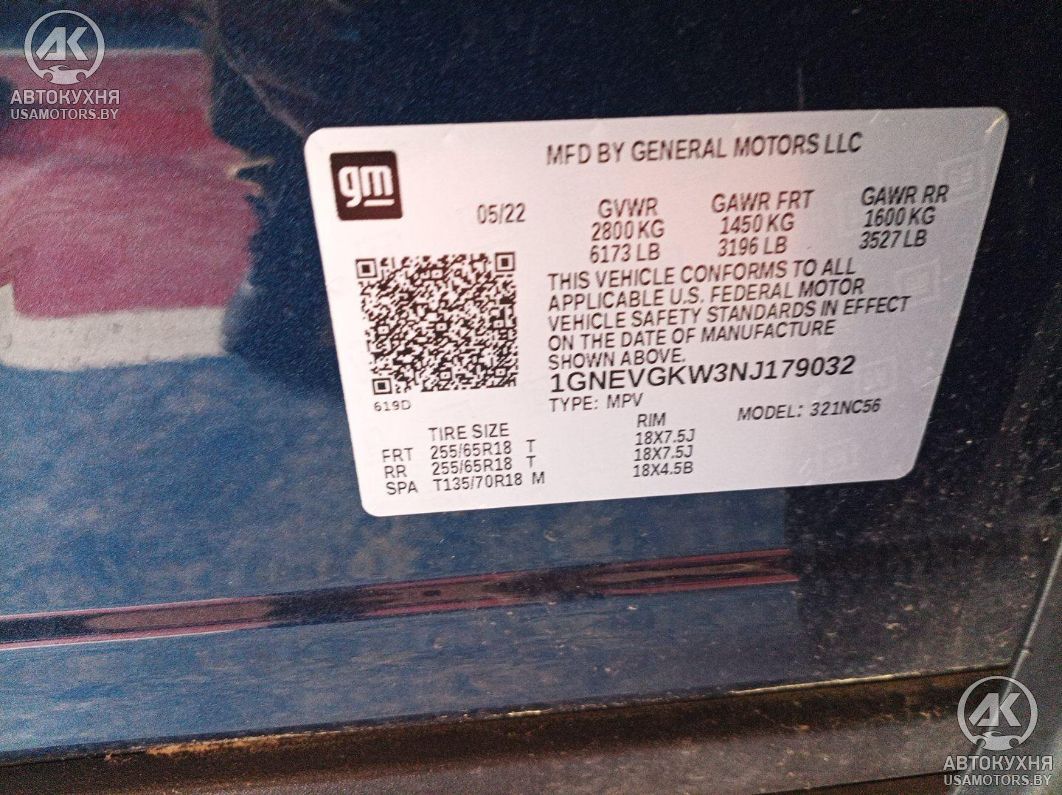 AK
АВТОКУХНЯ
USAMOTORS.BY
gm
MFD BY GENERAL MOTORS LLC
05/22 GVWR GAWR FRT GAWR RR
2800 KG 1450 KG 1600 KG
6173 LB 3196 LB 3527 LB
THIS VEHICLE CONFORMS TO ALL
APPLICABLE U.S. FEDERAL MOTOR
VEHICLE SAFETY STANDARDS IN EFFECT
ON THE DATE OF MANUFACTURE
SHOWN ABOVE.
1GNEVGKW3NJ179032
619D
TYPE: MPV MODEL: 321NC56
TIRE SIZE RIM
FRT 255/65R18 T 18X7.5J
RR 255/65R18 T 18X7.5J
SPA T135/70R18 M 18X4.5B
AK
АВТОКУХНЯ
USAMOTORS.BY